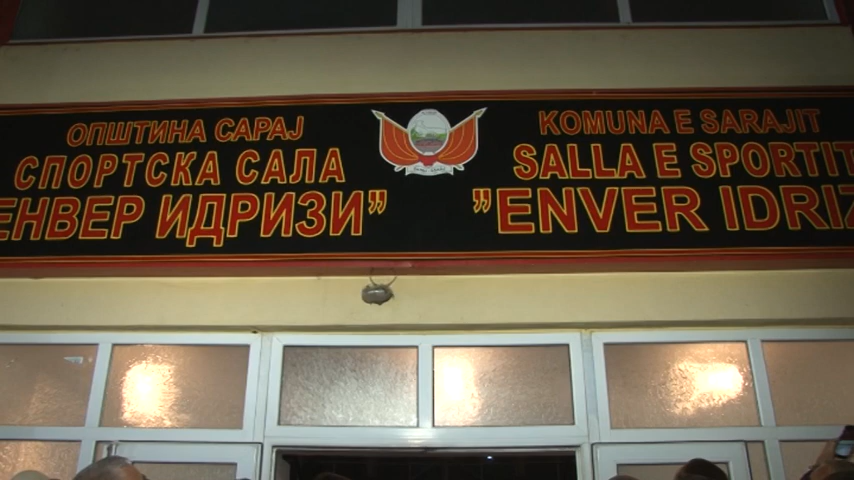 ОПШТИНА САРАЈ
СПОРТСКА САЛА
ЕНВЕР ИДРИЗИ”
KOMUNA E SARAJIT
SALLA E SPORTIT
”ENVER IDRIZ